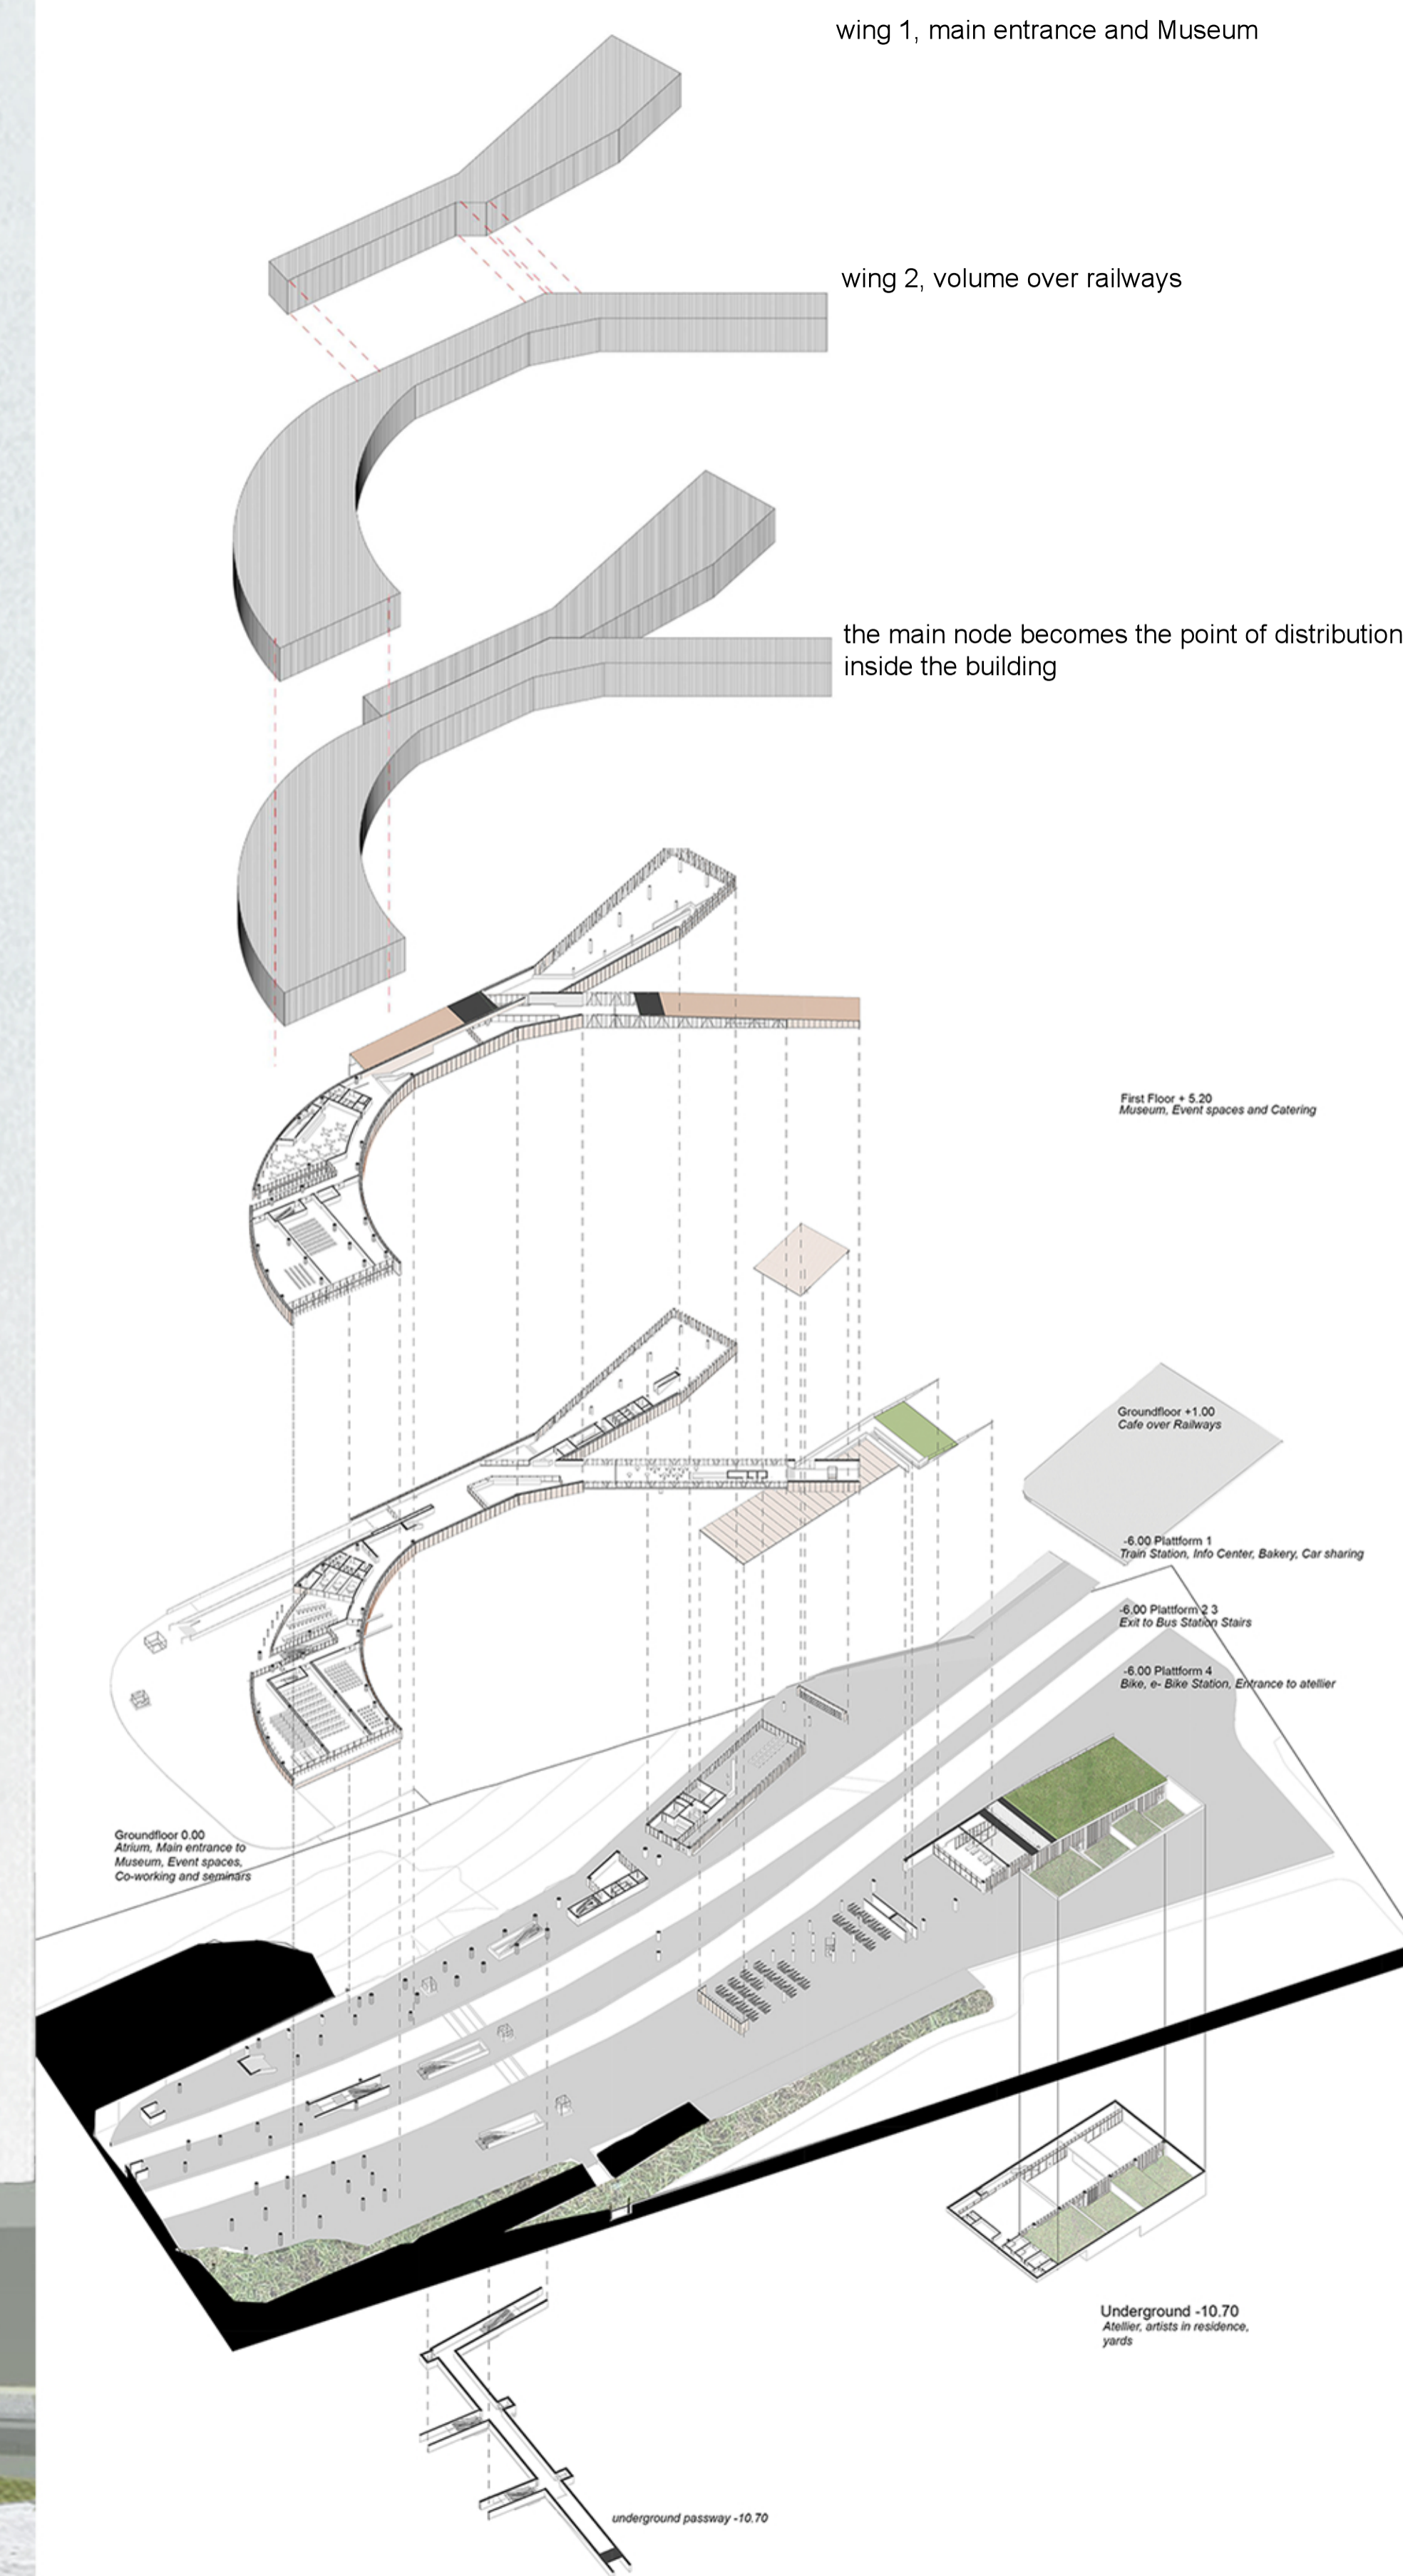 wing 1, main entrance and Museum
wing 2, volume over railways
the main node becomes the point of distribution
inside the building
First Floor + 5.20
Museum, Event spaces and Catering
Groundfloor +1.00
Cafe over Railways
-6.00 Plattform 1
Train Station, Info Center, Bakery, Car sharing
-6.00 Plattform 2 3
Exit to Bus Station Stairs
-6.00 Plattform 4
Bike, e- Bike Station, Entrance to atellier
Groundfloor 0.00
Atrium, Main entrance to
Museum, Event spaces,
Co-working and seminars
Underground -10.70
Atellier, artists in residence,
yards
underground passway -10.70